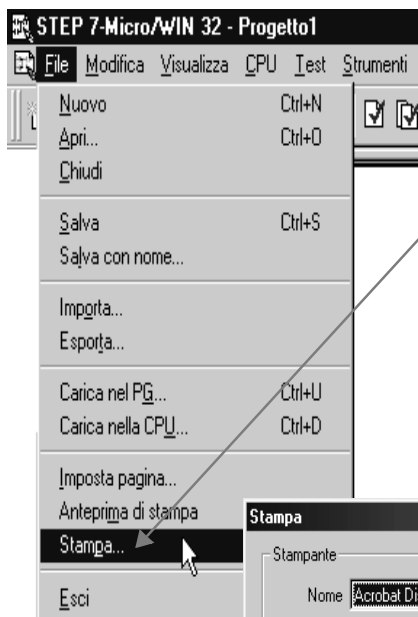 STEP 7-Micro/WIN 32 - Progetto1
File Modifica Visualizza CPU Test Strumenti
Nuovo Ctrl+N
Apri... Ctrl+O
Chiudi
Salva Ctrl+S
Salva con nome...
Importa...
Esporta...
Carica nel PG... Ctrl+U
Carica nella CPU... Ctrl+D
Imposta pagina...
Anteprima di stampa
Stampa...
Esci
Stampa
Stampante
Nome Acrobat Di